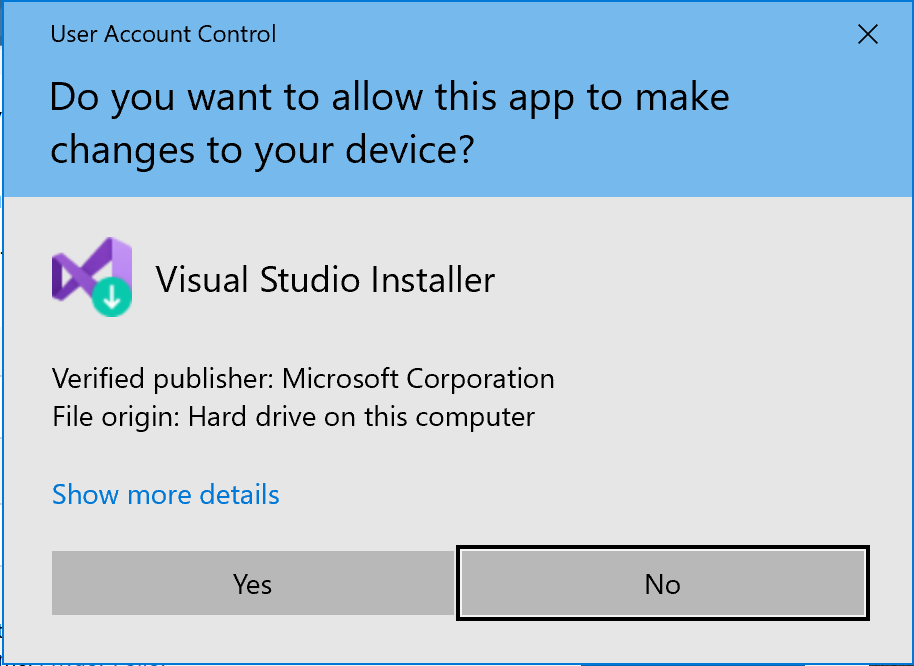 User Account Control
Do you want to allow this app to make
changes to your device?
Visual Studio Installer
Verified publisher: Microsoft Corporation
File origin: Hard drive on this computer
Show more details
Yes
No